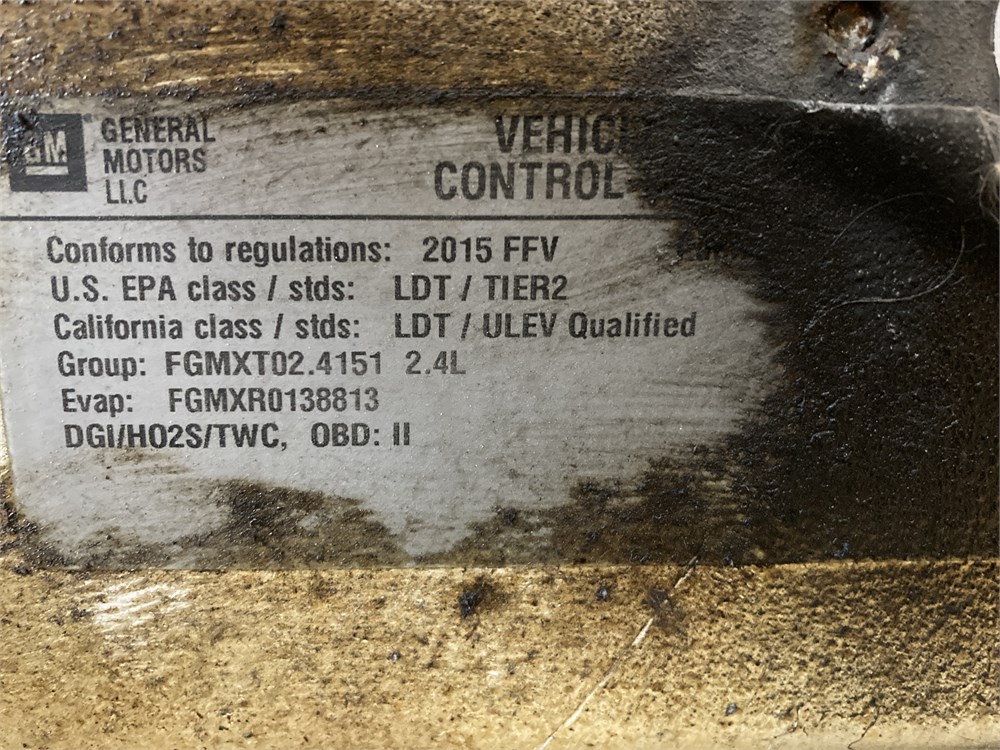 GM
GENERAL
MOTORS
LLC
CONTROL
Conforms to regulations: 2015 FFV
U.S. EPA class / stds: LDT / TIER2
California class / stds: LDT / ULEV Qualified
Group: FGMXT02.4151 2.4L
Evap: FGMXR0138813
DGI/HO2S/TWC, OBD: II